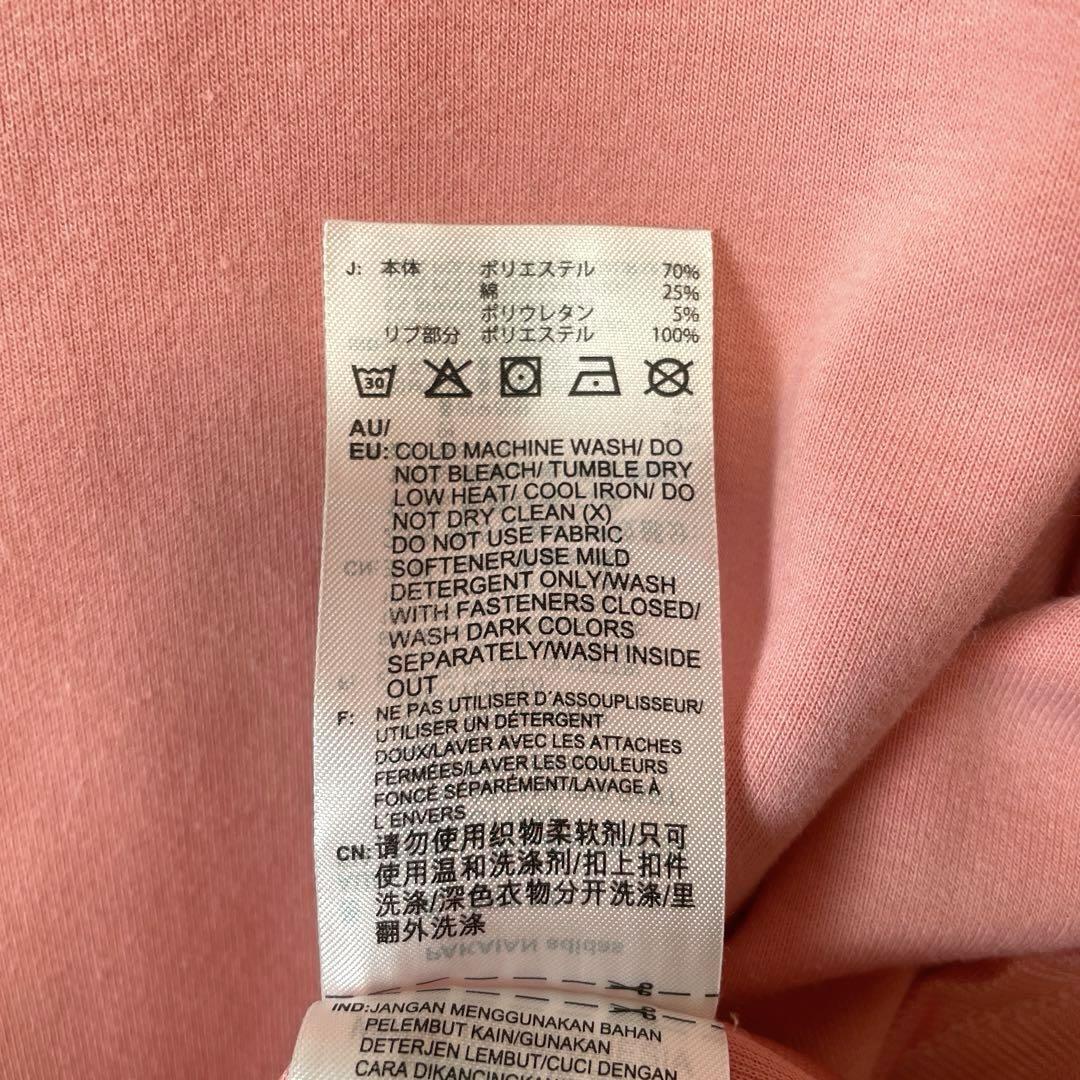 J: 本体 ポリエステル 70%
綿 25%
ポリウレタン 5%
リブ部分 ポリエステル 100%
30
AU/
EU: COLD MACHINE WASH/ DO
NOT BLEACH/ TUMBLE DRY
LOW HEAT/ COOL IRON/ DO
NOT DRY CLEAN (X)
DO NOT USE FABRIC
SOFTENER/USE MILD
DETERGENT ONLY/WASH
WITH FASTENERS CLOSED/
WASH DARK COLORS
SEPARATELY/WASH INSIDE
OUT
F: NE PAS UTILISER D´ASSOUPLISSEUR/
UTILISER UN DÉTERGENT
DOUX/LAVER AVEC LES ATTACHES
FERMÉES/LAVER LES COULEURS
FONCÉ SÉPARÉMENT/LAVAGE À
L´ENVERS
CN: 请勿使用织物柔软剂/只可
使用温和洗涤剂/扣上扣件
洗涤/深色衣物分开洗涤/里
翻外洗涤
PAKAIAN adidas
IND: JANGAN MENGGUNAKAN BAHAN
PELEMBUT KAIN/GUNAKAN
DETERJEN LEMBUT/CUCI DENGAN
CARA DIKANCINGKAN